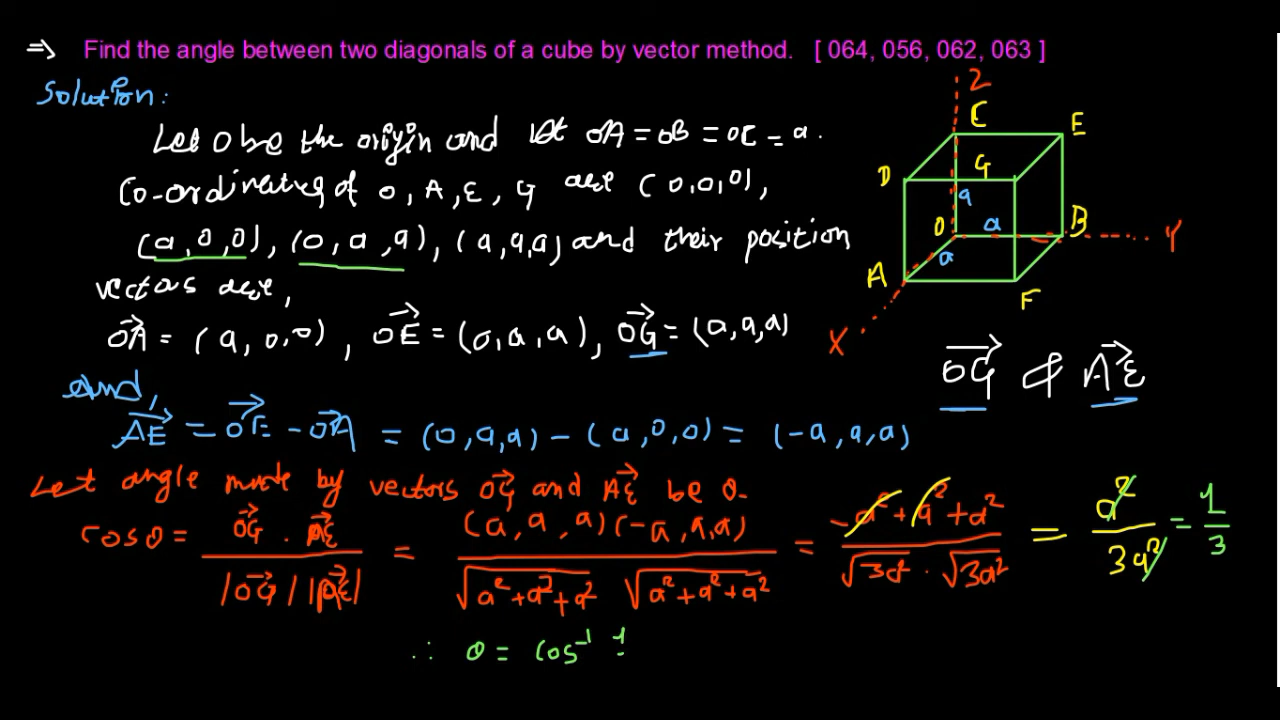 ⇒ Find the angle between two diagonals of a cube by vector method. [ 064, 056, 062, 063 ]
Solution:
Let O be the origin and let OA = OB = OC = a.
Co-ordinates of O, A, E, G are (0,0,0),
(a,0,0), (0,a,a), (a,a,a) and their position
vectors are,
OA→ = (a,0,0), OE→ = (0,a,a), OG→ = (a,a,a)
And,
AE→ = OE→ - OA→ = (0,a,a) - (a,0,0) = (-a,a,a)
Let angle made by vectors OG→ and AE→ be θ.
cosθ = OG→ . AE→ / |OG→| |AE→| = (a,a,a)(-a,a,a) / √a²+a²+a² √a²+a²+a² = -a²+a²+a² / √3a² . √3a² = a² / 3a² = 1/3
∴ θ = cos⁻¹ 1
Z
C
E
D
G
a
O
a
B
Y
a
A
F
X
OG→ & AE→